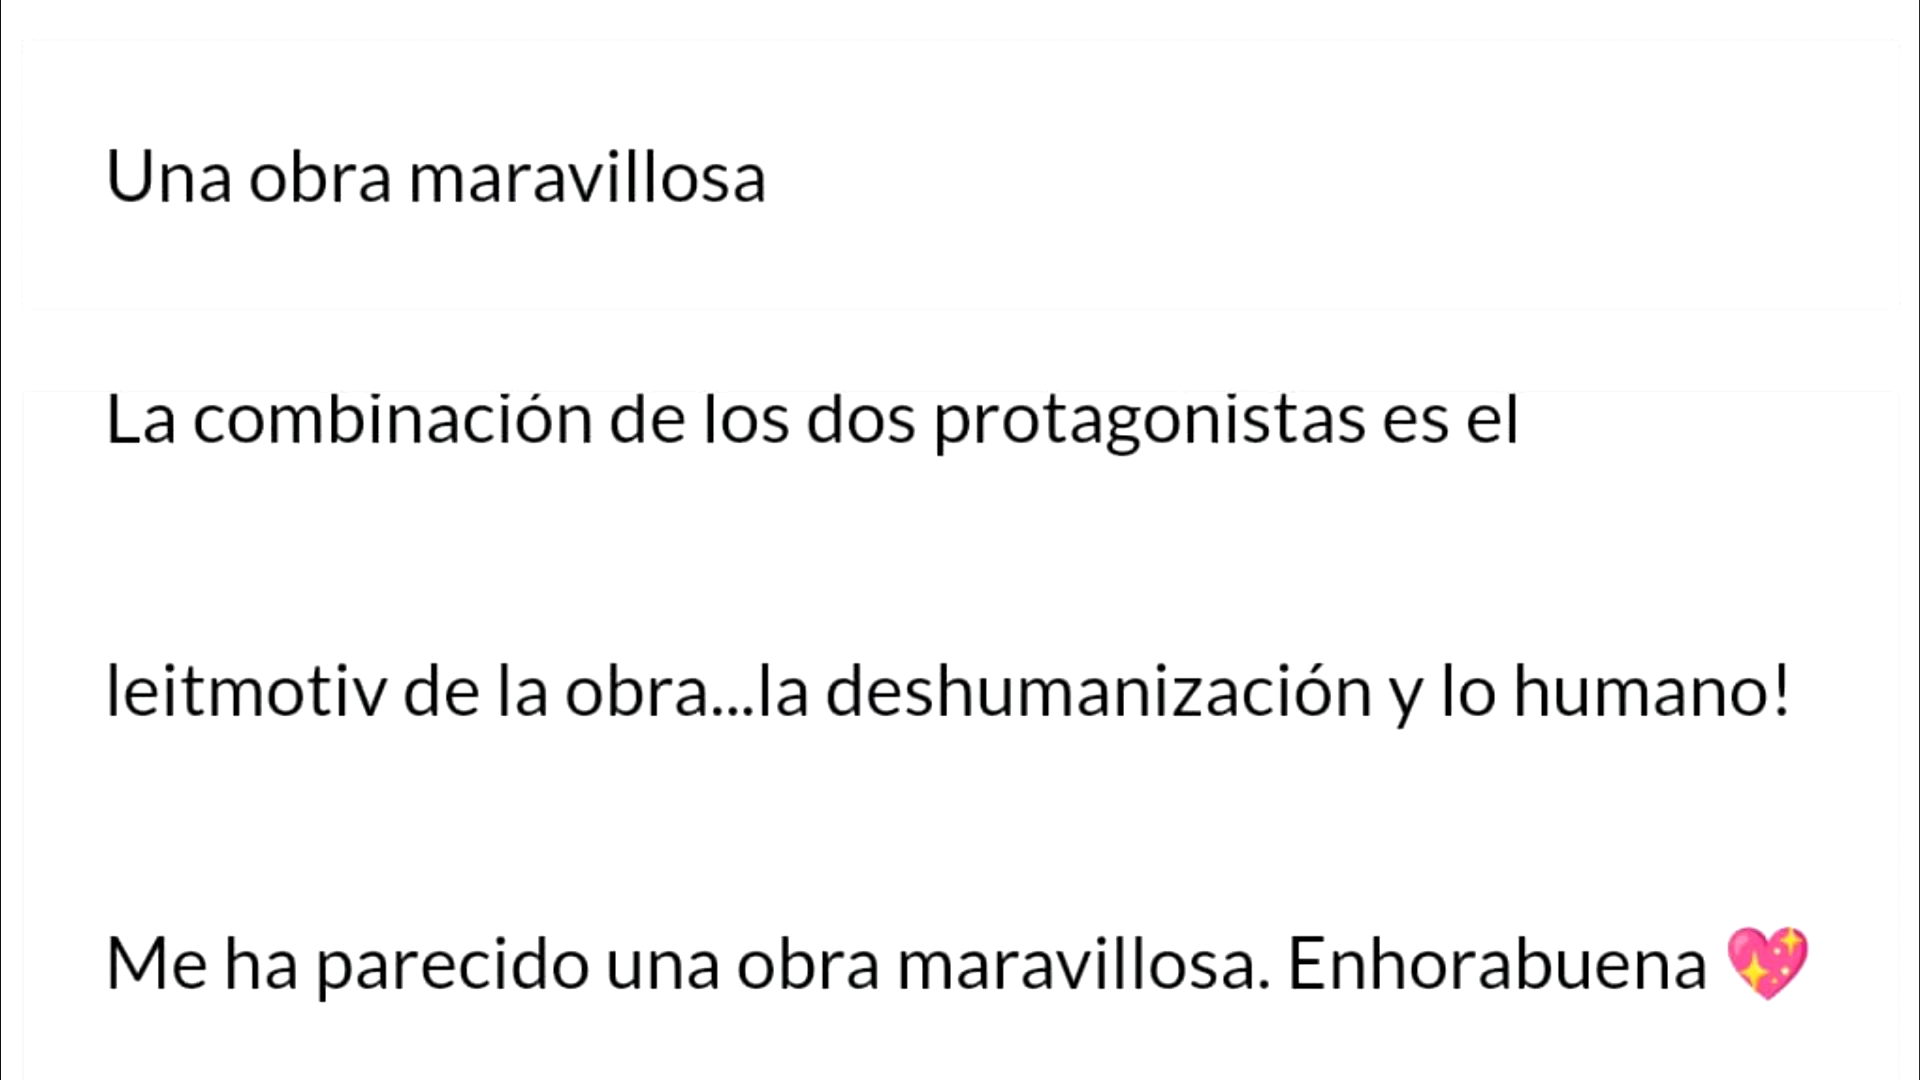 Una obra maravillosa
La combinación de los dos protagonistas es el
leitmotiv de la obra...la deshumanización y lo humano!
Me ha parecido una obra maravillosa. Enhorabuena 💖